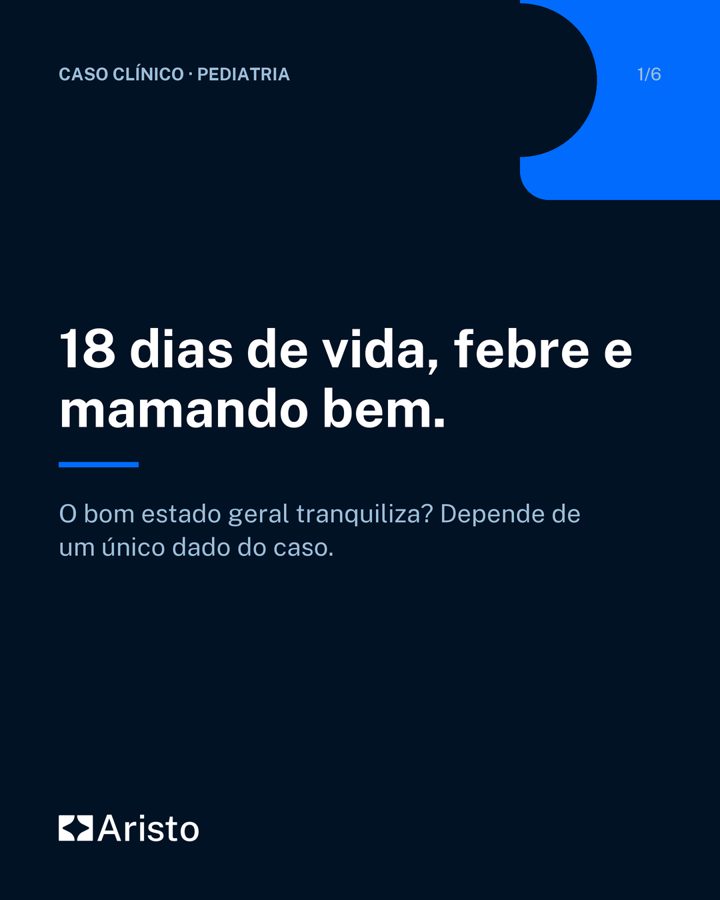 CASO CLÍNICO · PEDIATRIA
1/6
18 dias de vida, febre e
mamando bem.
O bom estado geral tranquiliza? Depende de
um único dado do caso.
Aristo